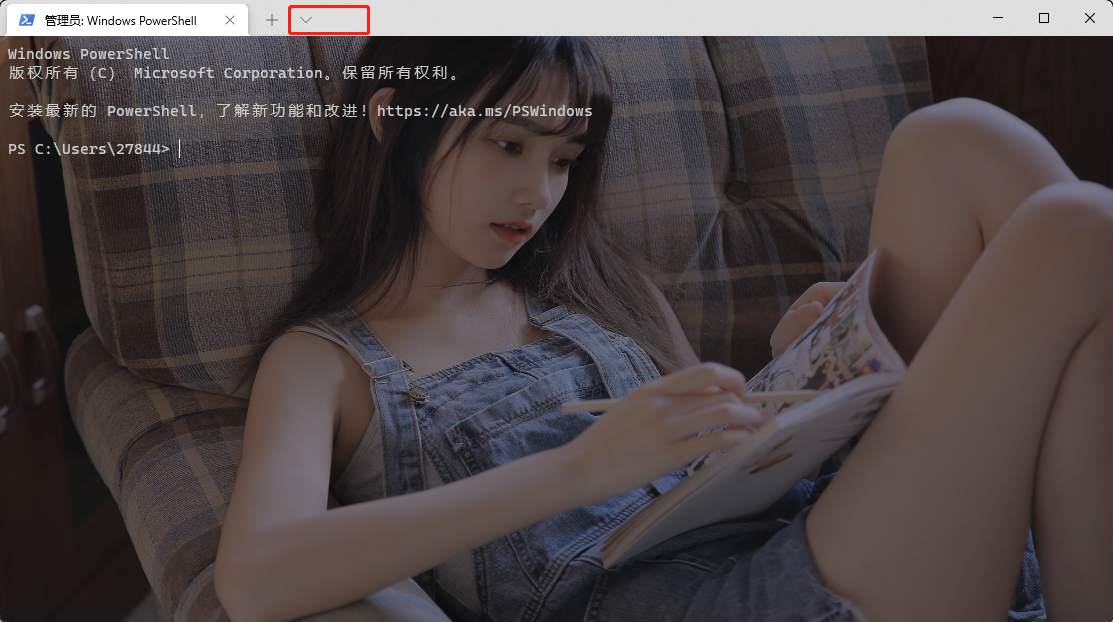 管理员: Windows PowerShell
Windows PowerShell
版权所有 (C)  Microsoft Corporation。保留所有权利。
安装最新的 PowerShell，了解新功能和改进！https://aka.ms/PSWindows
PS C:\Users\27844>